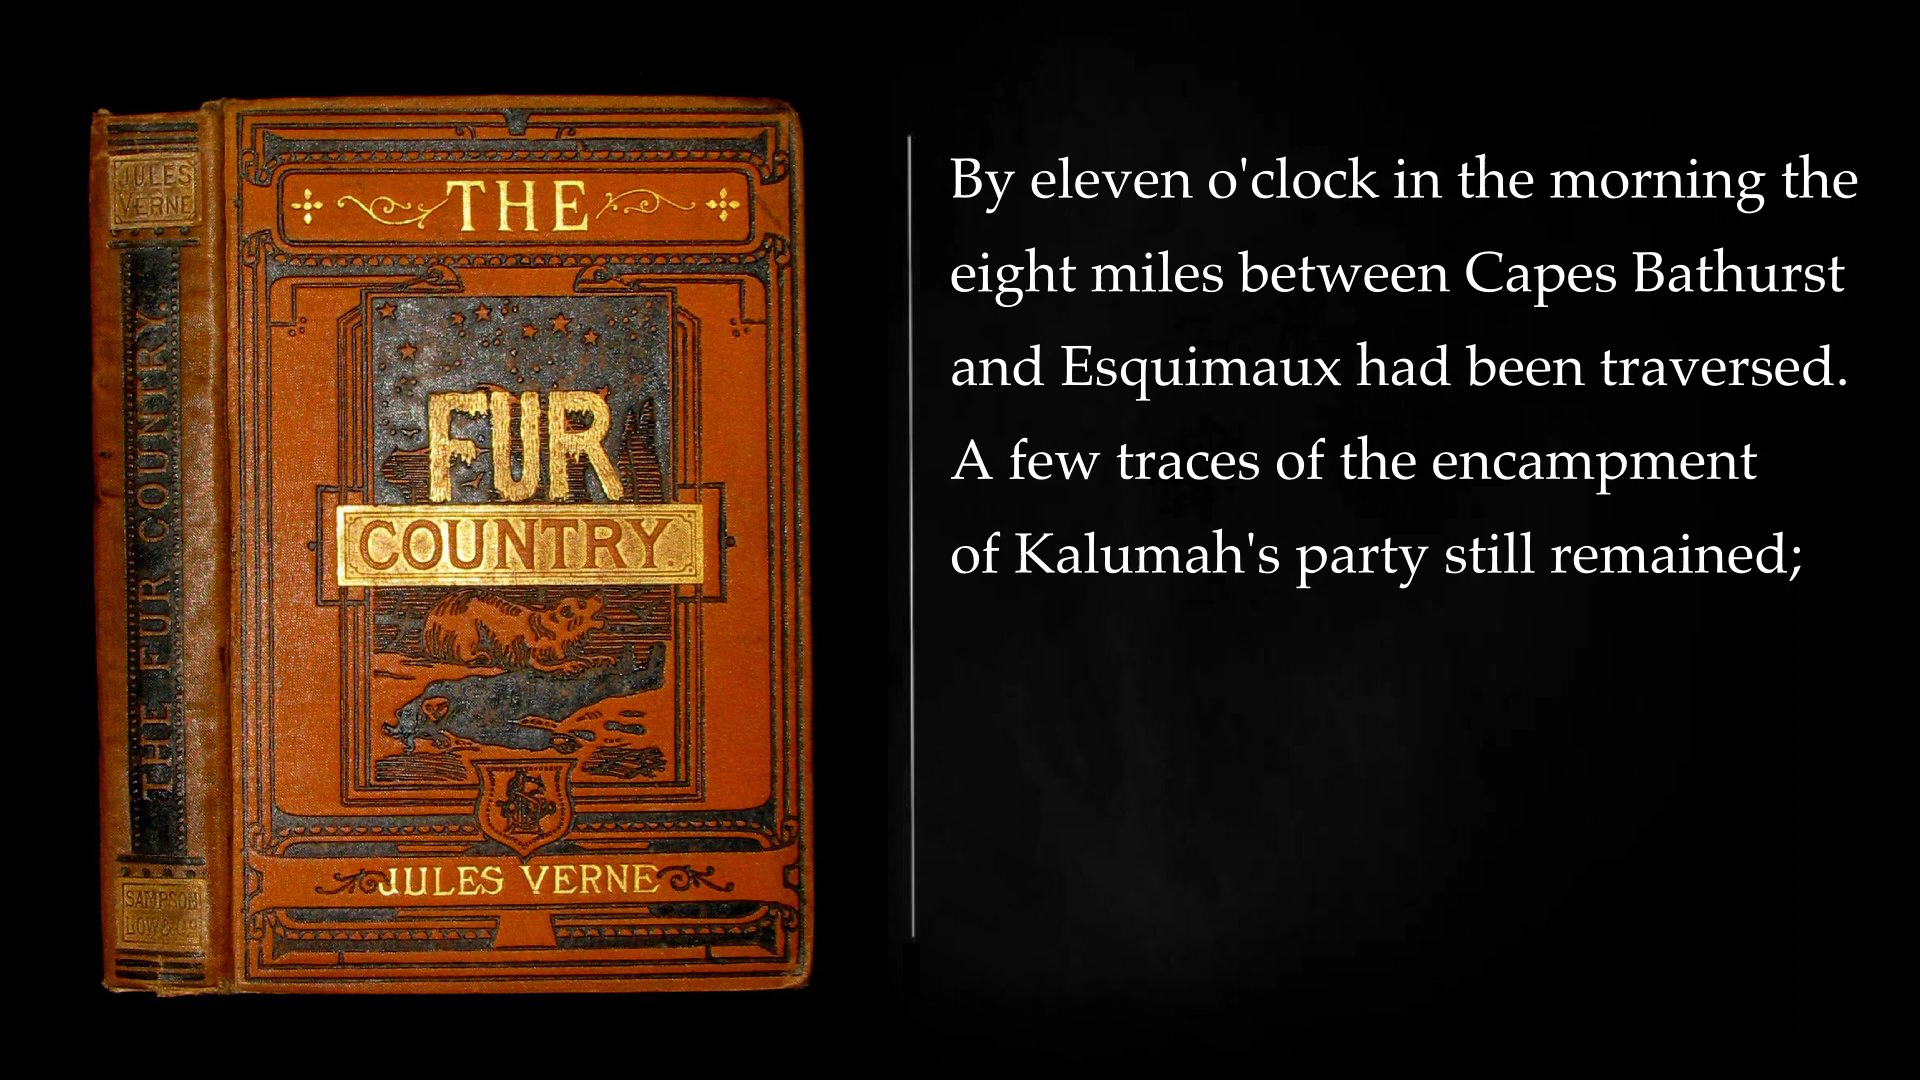 JULES
VERNE
THE FUR COUNTRY.
SAMPSON
LOW & Co
THE
FUR
COUNTRY.
JULES VERNE
By eleven o'clock in the morning the
eight miles between Capes Bathurst
and Esquimaux had been traversed.
A few traces of the encampment
of Kalumah's party still remained;